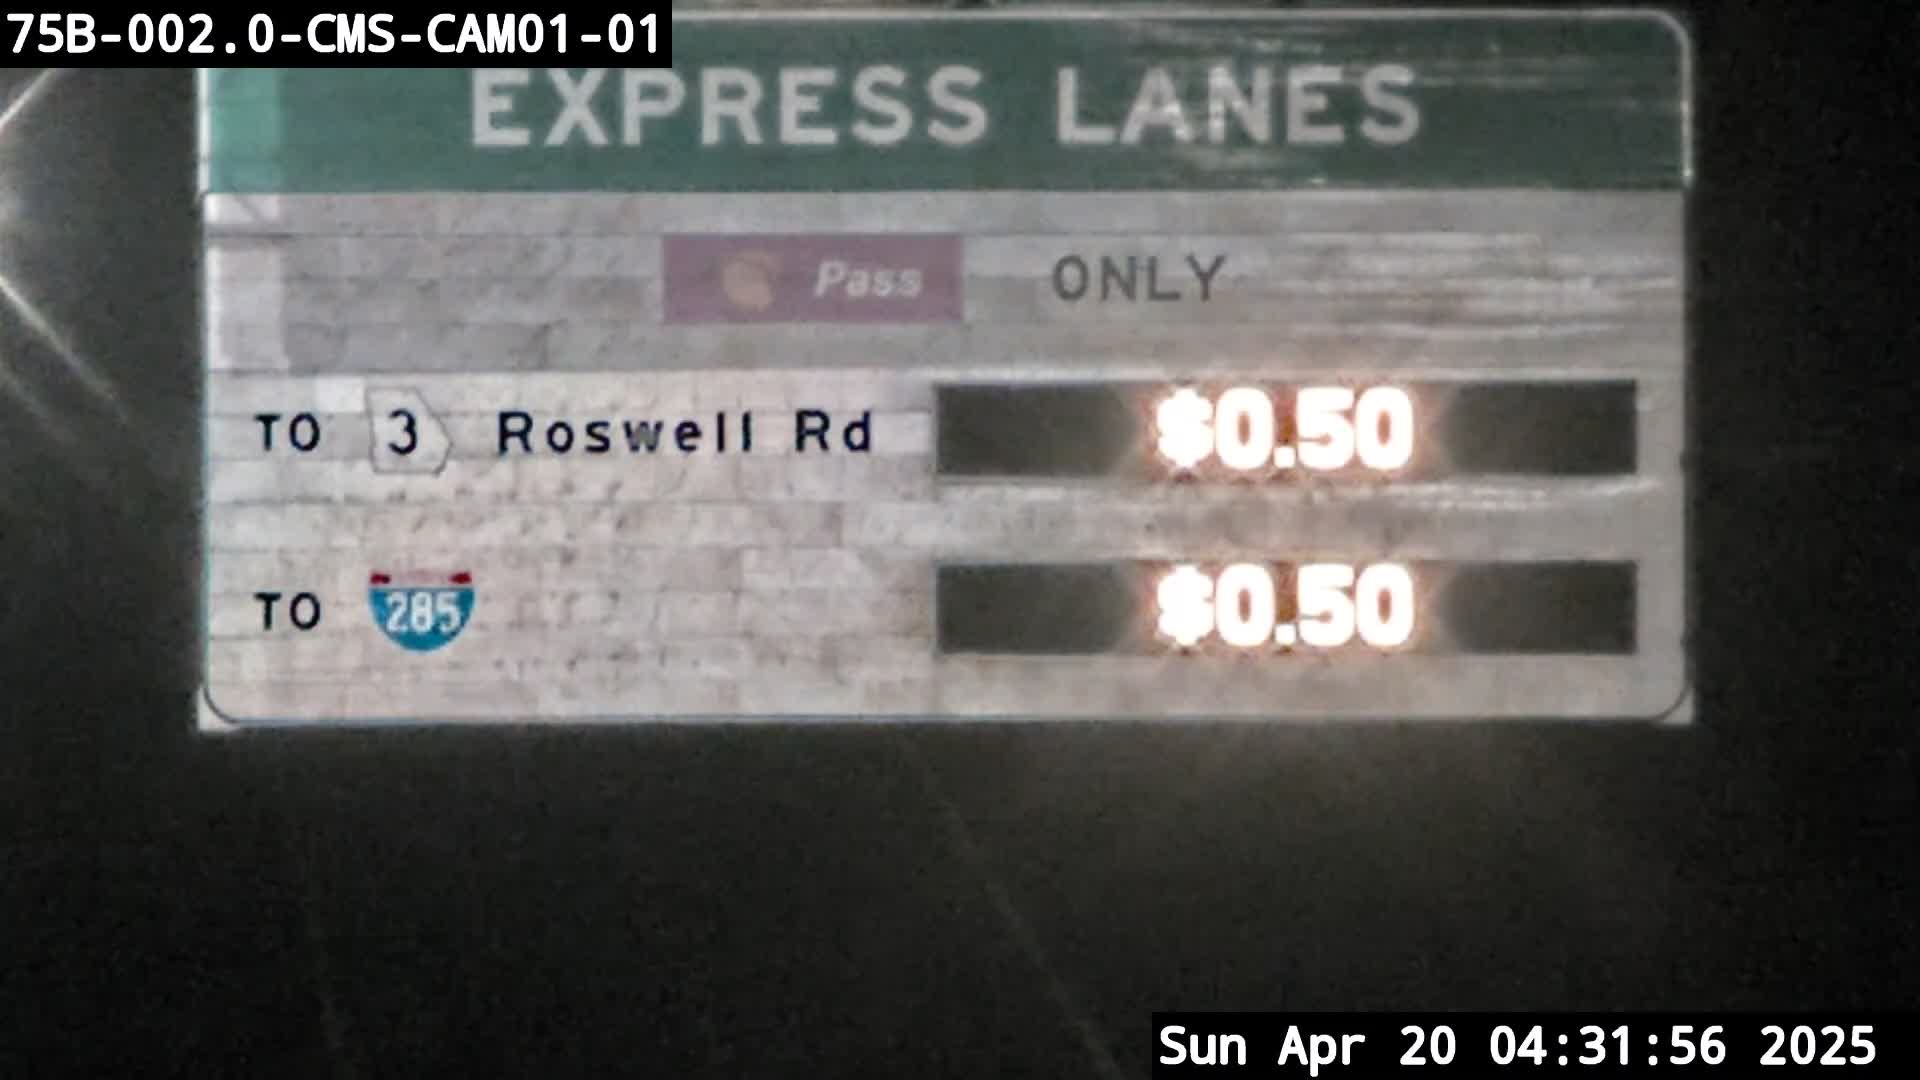 75B-002.0-CMS-CAM01-01
EXPRESS LANES
Pass ONLY
TO 3 Roswell Rd $0.50
TO 285 $0.50
Sun Apr 20 04:31:56 2025